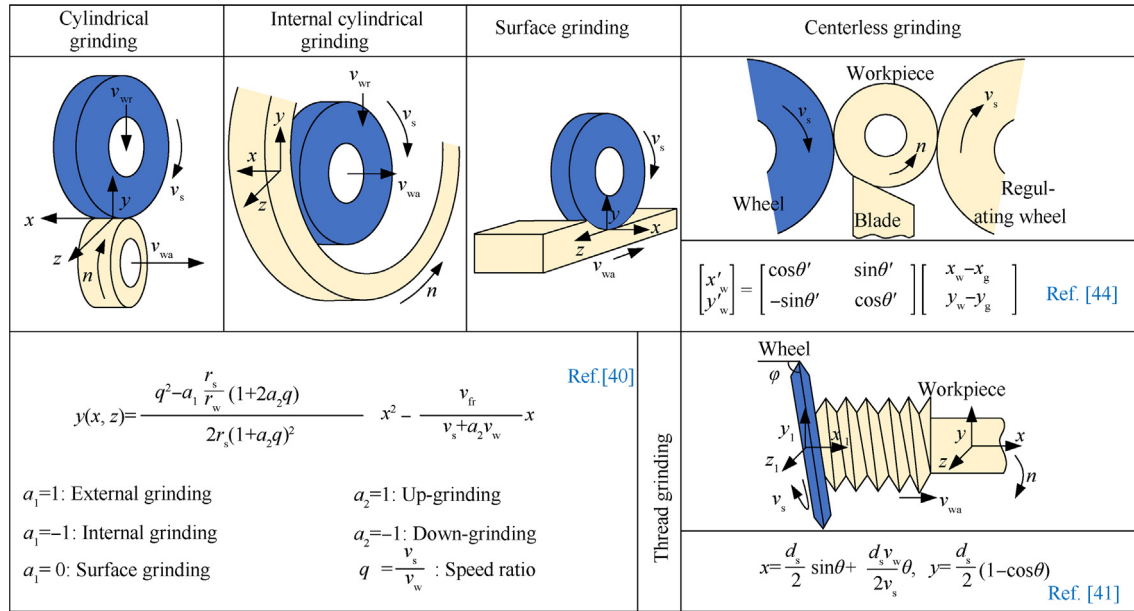 Cylindrical
grinding
Internal cylindrical
grinding
Surface grinding
Centerless grinding
v_wr
v_s
y
x
z
n
v_wa
v_wr
v_s
y
x
z
v_wa
n
v_s
y
x
z
v_wa
Workpiece
v_s
v_s
n
Wheel
Blade
Regul-
ating wheel
[x'_w y'_w] = [cosθ' sinθ' −sinθ' cosθ'] [x_w−x_g y_w−y_g]
Ref. [44]
Ref.[40]
y(x, z)= (q²−a₁ (r_s/r_w) (1+2a₂q)) / (2r_s(1+a₂q)²) x² − v_fr/(v_s+a₂v_w) x
a₁=1: External grinding
a₂=1: Up-grinding
a₁=−1: Internal grinding
a₂=−1: Down-grinding
a₁=0: Surface grinding
q = v_s/v_w : Speed ratio
Thread grinding
Wheel
φ
Workpiece
y₁
x₁
z₁
y
x
z
n
v_s
v_wa
x= d_s/2 sinθ+ d_s v_w/2v_s θ, y= d_s/2 (1−cosθ)
Ref. [41]